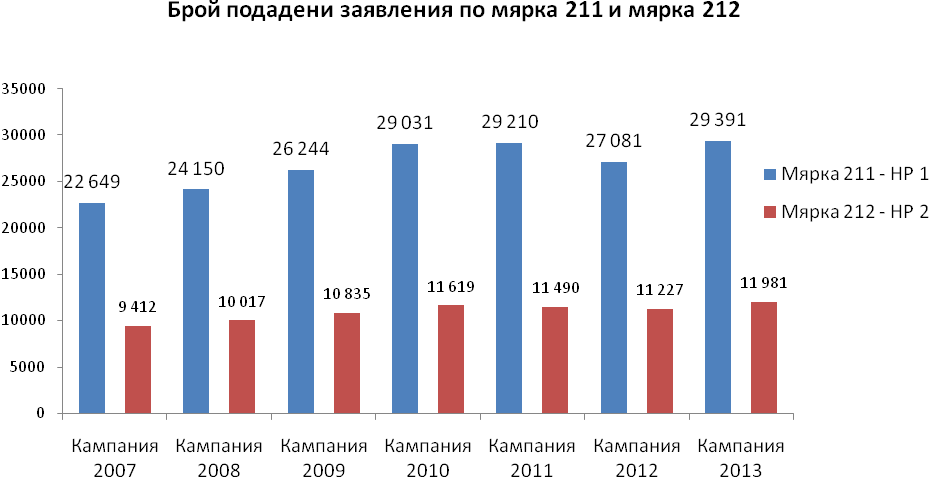 Брой подадени заявления по мярка 211 и мярка 212
35000
30000
25000
20000
15000
10000
5000
0
22 649
24 150
26 244
29 031
29 210
27 081
29 391
9 412
10 017
10 835
11 619
11 490
11 227
11 981
Кампания
2007
Кампания
2008
Кампания
2009
Кампания
2010
Кампания
2011
Кампания
2012
Кампания
2013
Мярка 211 - НР 1
Мярка 212 - НР 2